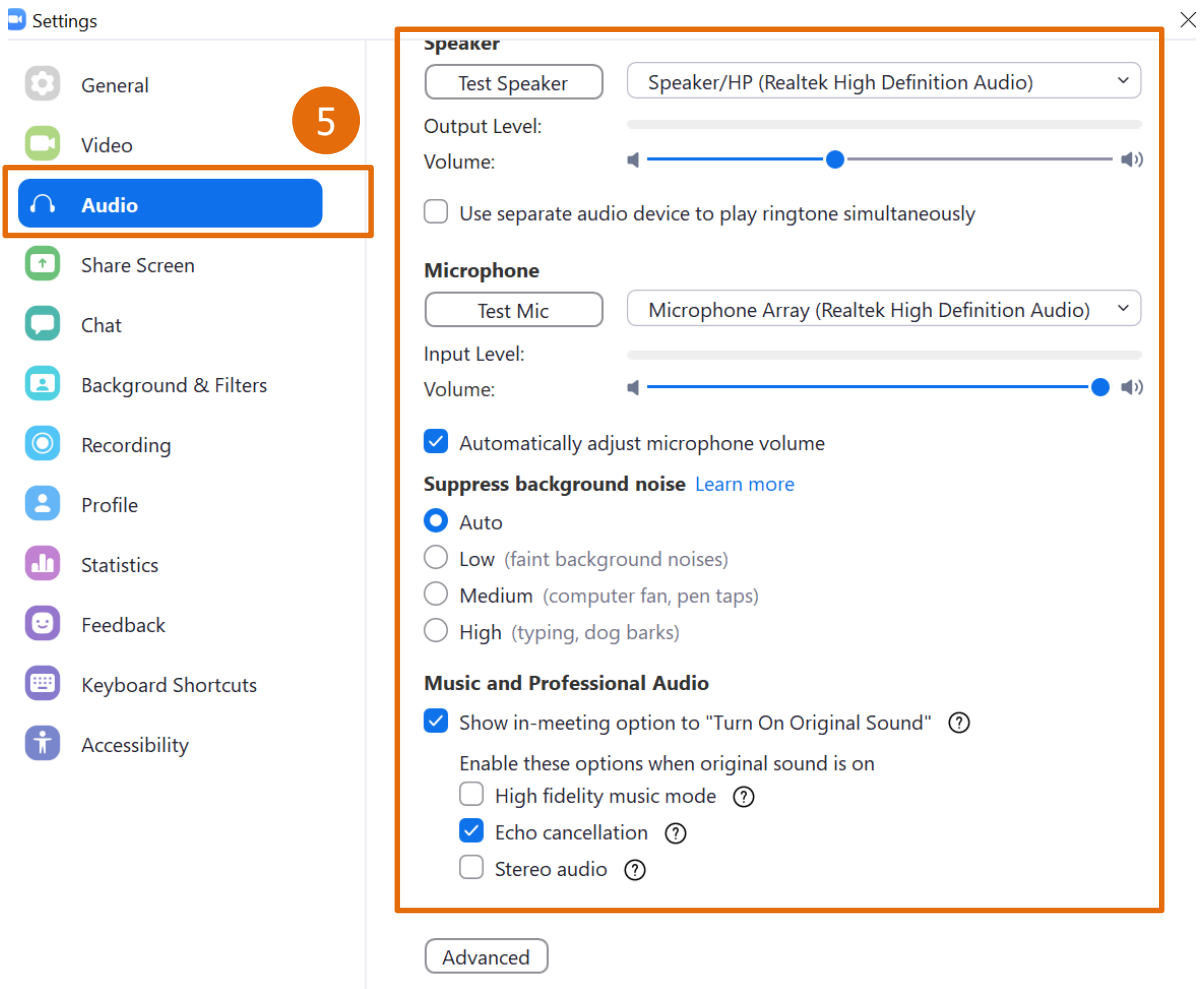 Settings
General
Video
5
Audio
Share Screen
Chat
Background & Filters
Recording
Profile
Statistics
Feedback
Keyboard Shortcuts
Accessibility
Speaker
Test Speaker
Speaker/HP (Realtek High Definition Audio)
Output Level:
Volume:
Use separate audio device to play ringtone simultaneously
Microphone
Test Mic
Microphone Array (Realtek High Definition Audio)
Input Level:
Volume:
Automatically adjust microphone volume
Suppress background noise Learn more
Auto
Low (faint background noises)
Medium (computer fan, pen taps)
High (typing, dog barks)
Music and Professional Audio
Show in-meeting option to "Turn On Original Sound" ?
Enable these options when original sound is on
High fidelity music mode ?
Echo cancellation ?
Stereo audio ?
Advanced